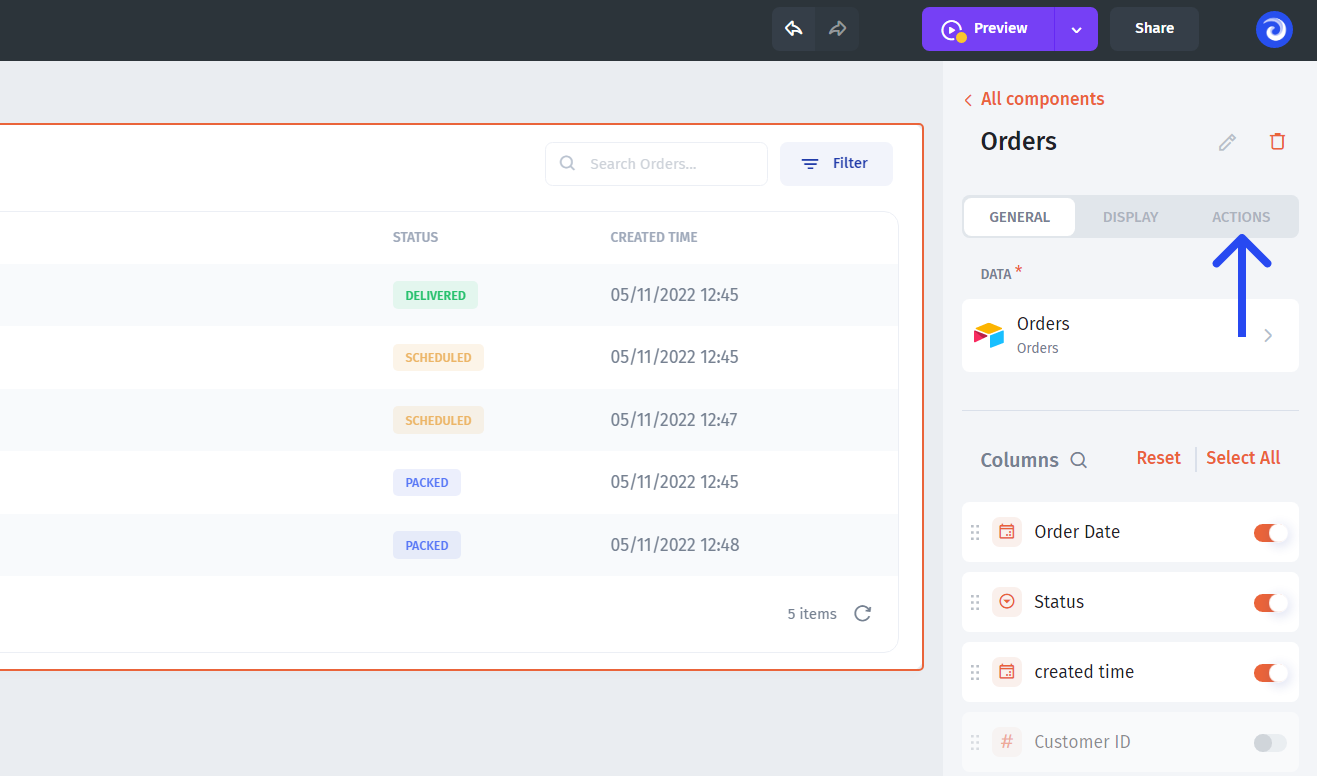 Preview
Share
All components
Orders
Search Orders...
Filter
GENERAL DISPLAY ACTIONS
STATUS CREATED TIME
DATA *
DELIVERED 05/11/2022 12:45
Orders
Orders
SCHEDULED 05/11/2022 12:45
SCHEDULED 05/11/2022 12:47
Columns Reset Select All
PACKED 05/11/2022 12:45
Order Date
PACKED 05/11/2022 12:48
Status
5 items
created time
# Customer ID